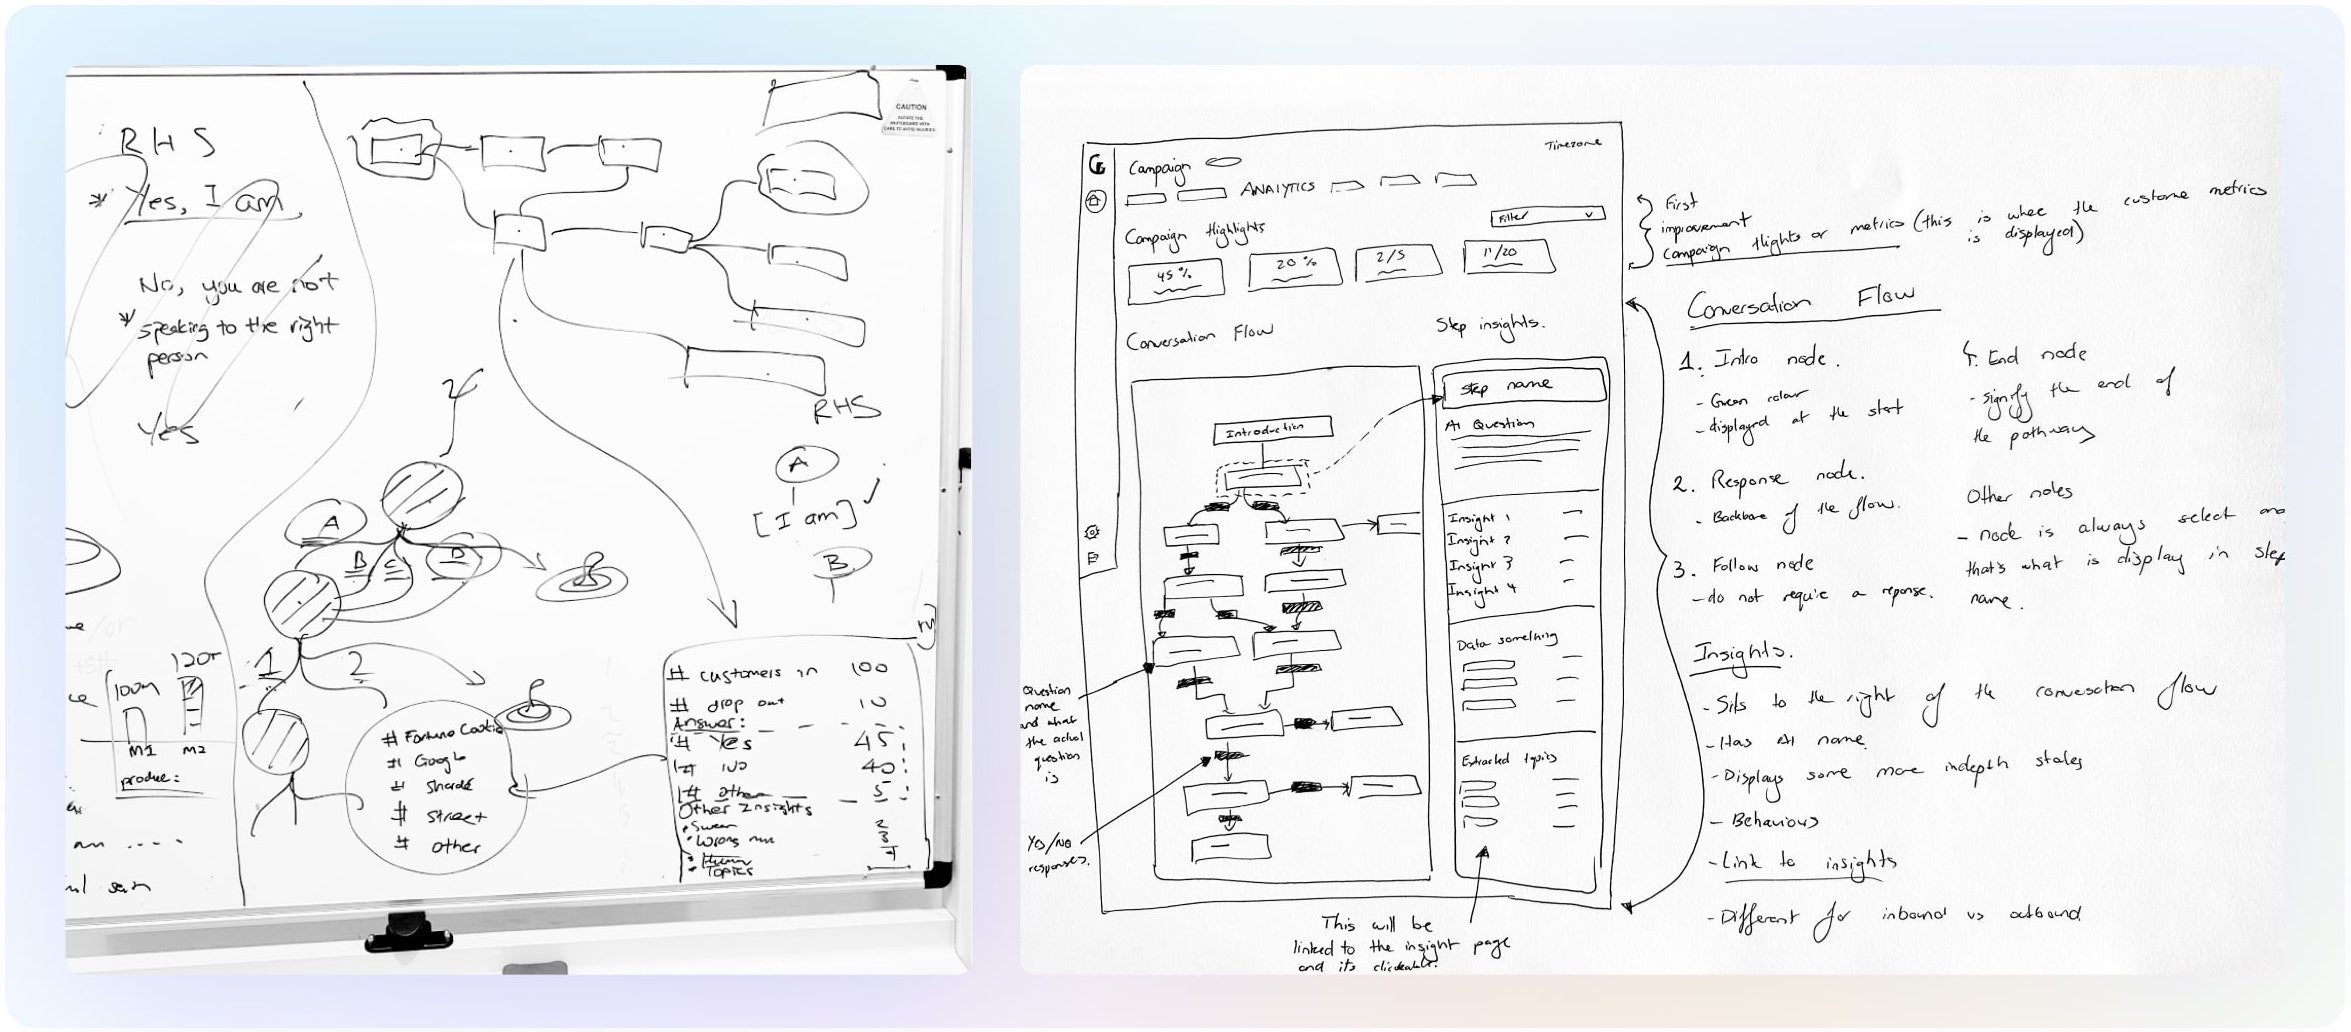 RHS
* Yes, I am
No, you are not
* speaking to the right
person
Yes
CAUTION
ROTATE THE
WHITEBOARD WITH
CARE TO AVOID INJURIES
RHS
A
[I am] ✓
B
A
B
C
D
1
2
100m
120
M1 M2
produce:
# Fortune Cookie
# Google
#
# Street
# other
# customers in 100
# drop out 10
Answer:
# Yes 45
# No 40
# other 5
Other Insights
• Swear 2
• Wrong num 3
•
• Topics
Timezone
G Campaign
ANALYTICS
Campaign Highlights
Filter
45%
20%
2/5
11/20
Conversation Flow
Step insights.
Introduction
Step name
AI Question
Insight 1
Insight 2
Insight 3
Insight 4
Data something
Extracted topics
Question
name
and what
the actual
question
is
Yes/No
responses.
This will be
linked to the insight page
and its clickable.
First
improvement
Campaign Hlights or metrics (this is whee the custome metrics
is displayed)
Conversation Flow
1. Intro node.
- Green colour
- displayed at the start
2. Response node.
- Backbone of the flow.
3. Follow node
- do not require a reponse.
4. End node
- signify the end of
the pathway
Other notes
- node is always select and
that's what is display in step
name.
Insights.
- Sits to the right of the conversation flow
- Has AI name
- Displays some more indepth states
- Behaviours
- Link to insights
- Different for inbound vs outbound